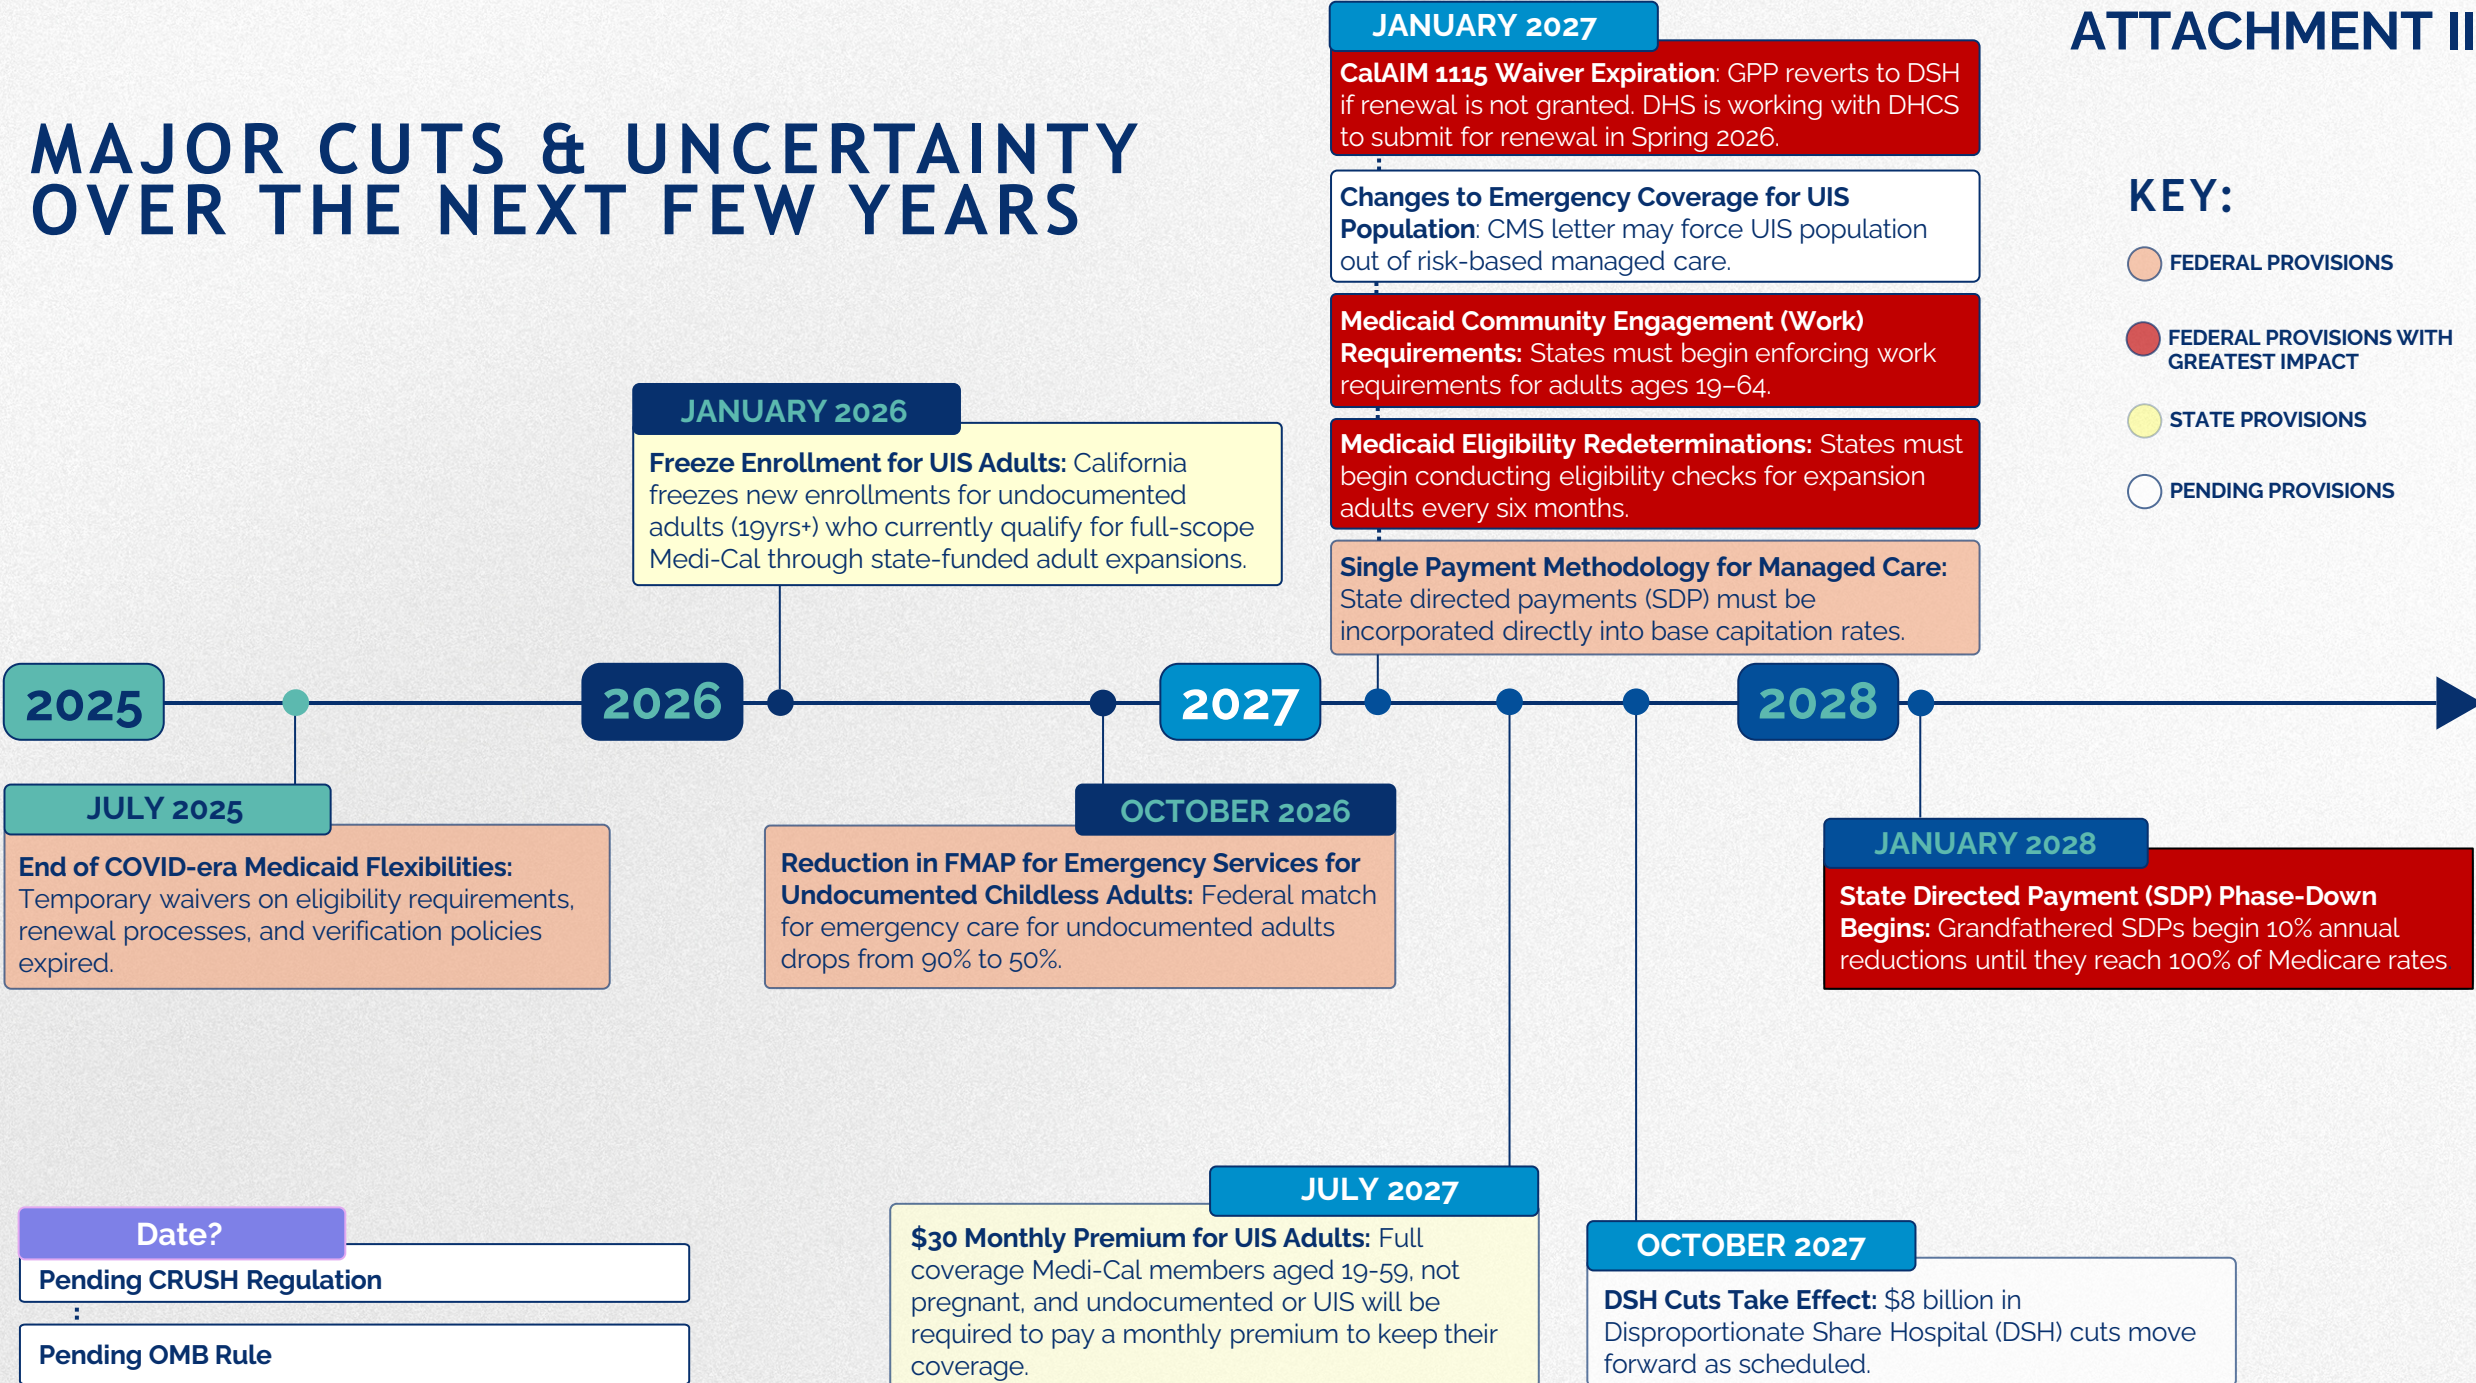 ATTACHMENT II
MAJOR CUTS & UNCERTAINTY
OVER THE NEXT FEW YEARS
JANUARY 2027
CalAIM 1115 Waiver Expiration: GPP reverts to DSH
if renewal is not granted. DHS is working with DHCS
to submit for renewal in Spring 2026.
Changes to Emergency Coverage for UIS
Population: CMS letter may force UIS population
out of risk-based managed care.
Medicaid Community Engagement (Work)
Requirements: States must begin enforcing work
requirements for adults ages 19–64.
Medicaid Eligibility Redeterminations: States must
begin conducting eligibility checks for expansion
adults every six months.
Single Payment Methodology for Managed Care:
State directed payments (SDP) must be
incorporated directly into base capitation rates.
KEY:
FEDERAL PROVISIONS
FEDERAL PROVISIONS WITH
GREATEST IMPACT
STATE PROVISIONS
PENDING PROVISIONS
JANUARY 2026
Freeze Enrollment for UIS Adults: California
freezes new enrollments for undocumented
adults (19yrs+) who currently qualify for full-scope
Medi-Cal through state-funded adult expansions.
2025
2026
2027
2028
JULY 2025
End of COVID-era Medicaid Flexibilities:
Temporary waivers on eligibility requirements,
renewal processes, and verification policies
expired.
OCTOBER 2026
Reduction in FMAP for Emergency Services for
Undocumented Childless Adults: Federal match
for emergency care for undocumented adults
drops from 90% to 50%.
JANUARY 2028
State Directed Payment (SDP) Phase-Down
Begins: Grandfathered SDPs begin 10% annual
reductions until they reach 100% of Medicare rates
Date?
Pending CRUSH Regulation
Pending OMB Rule
JULY 2027
$30 Monthly Premium for UIS Adults: Full
coverage Medi-Cal members aged 19-59, not
pregnant, and undocumented or UIS will be
required to pay a monthly premium to keep their
coverage.
OCTOBER 2027
DSH Cuts Take Effect: $8 billion in
Disproportionate Share Hospital (DSH) cuts move
forward as scheduled.